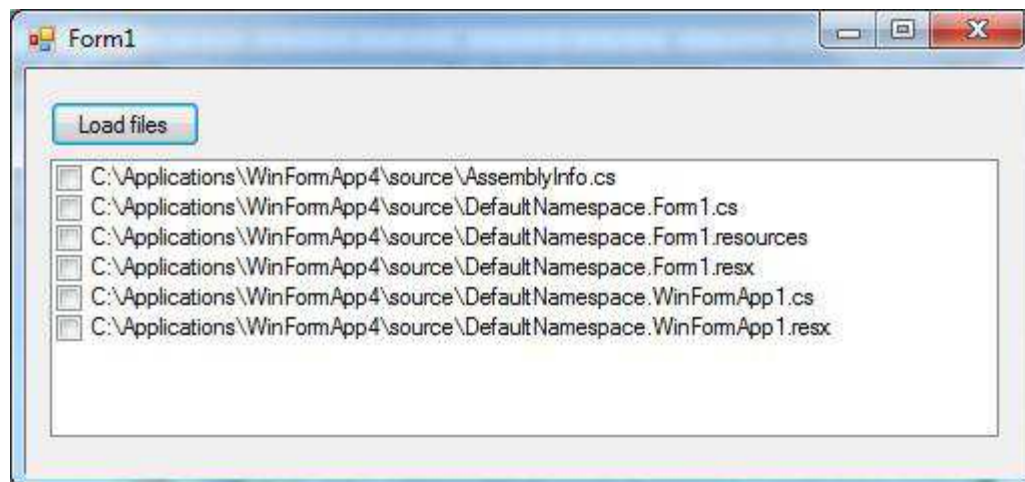 Form1
Load files
C:\Applications\WinFormApp4\source\AssemblyInfo.cs
C:\Applications\WinFormApp4\source\DefaultNamespace.Form1.cs
C:\Applications\WinFormApp4\source\DefaultNamespace.Form1.resources
C:\Applications\WinFormApp4\source\DefaultNamespace.Form1.resx
C:\Applications\WinFormApp4\source\DefaultNamespace.WinFormApp1.cs
C:\Applications\WinFormApp4\source\DefaultNamespace.WinFormApp1.resx